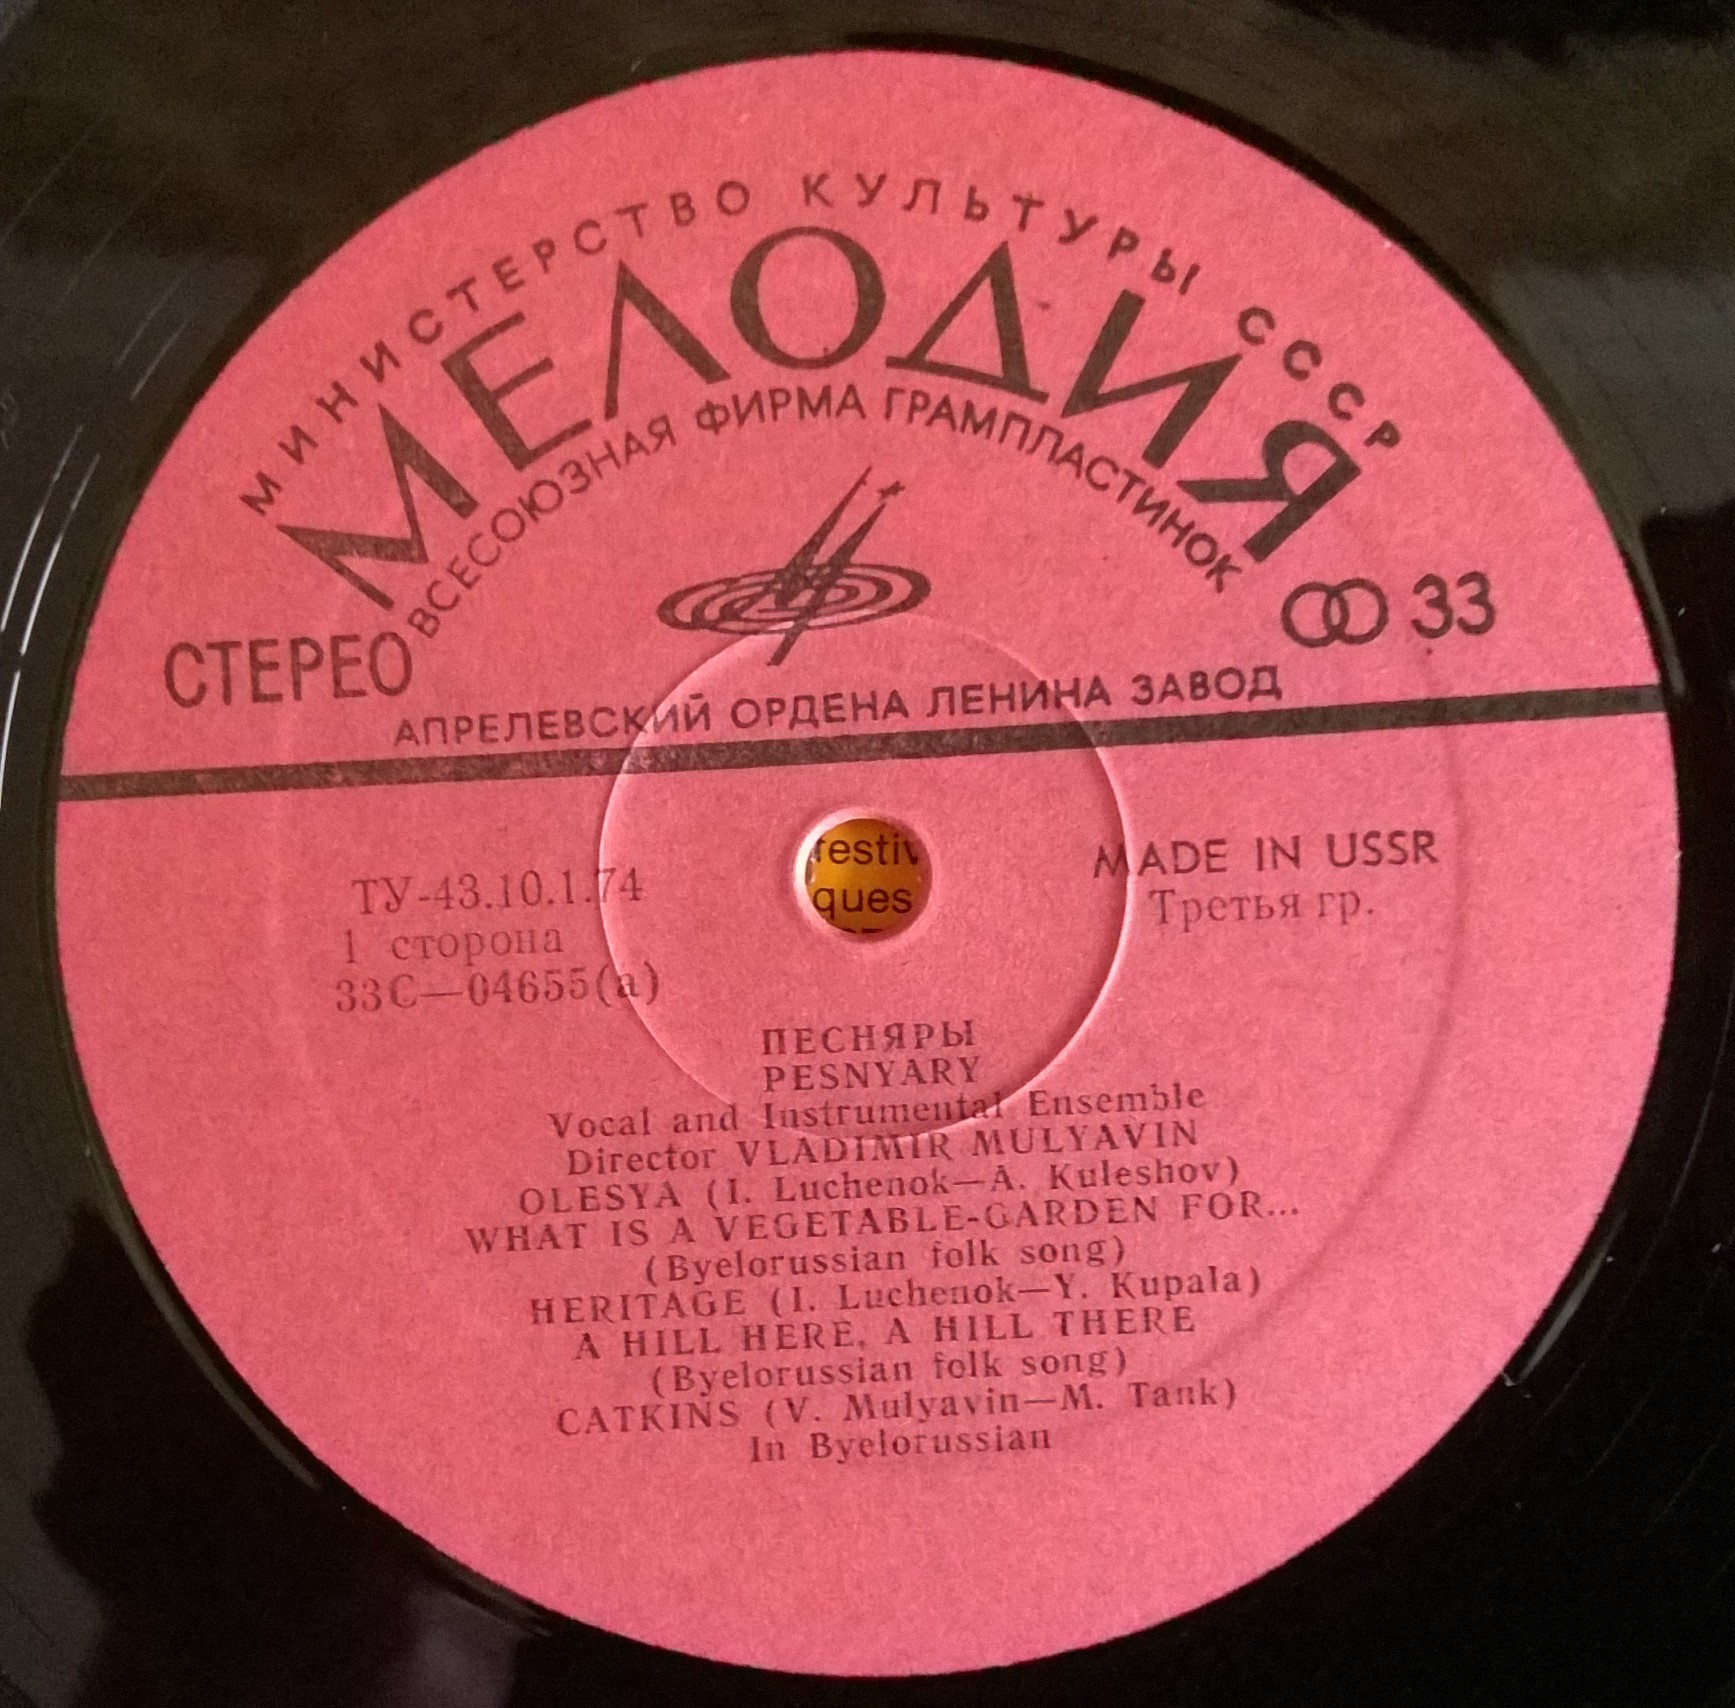 МИНИСТЕРСТВО КУЛЬТУРЫ СССР
МЕЛОДИЯ
ВСЕСОЮЗНАЯ ФИРМА ГРАМПЛАСТИНОК
СТЕРЕО
33
АПРЕЛЕВСКИЙ ОРДЕНА ЛЕНИНА ЗАВОД
ТУ-43.10.1.74
1 сторона
33С—04655(а)
MADE IN USSR
Третья гр.
ques
ПЕСНЯРЫ
PESNYARY
Vocal and Instrumental Ensemble
Director VLADIMIR MULYAVIN
OLESYA (I. Luchenok—A. Kuleshov)
WHAT IS A VEGETABLE-GARDEN FOR...
(Byelorussian folk song)
HERITAGE (I. Luchenok—Y. Kupala)
A HILL HERE, A HILL THERE
(Byelorussian folk song)
CATKINS (V. Mulyavin—M. Tank)
In Byelorussian